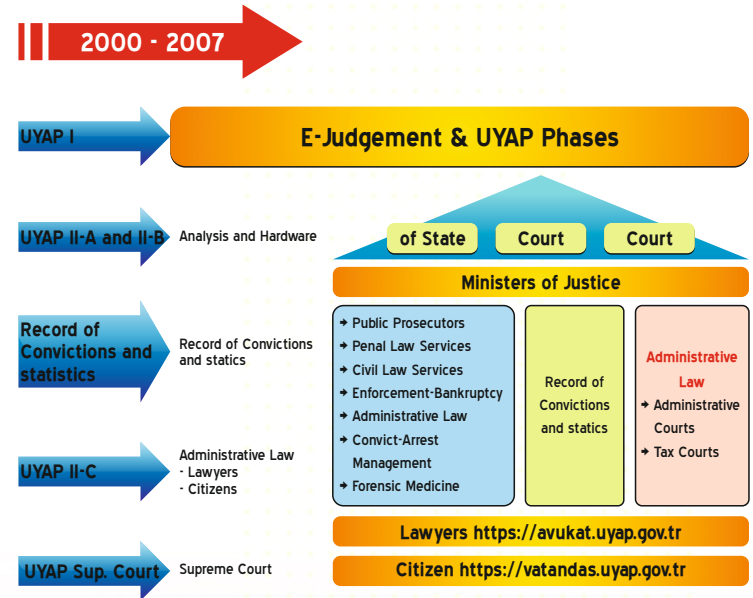 2000 - 2007
UYAP I
E-Judgement & UYAP Phases
UYAP II-A and II-B
Analysis and Hardware
of State
Court
Court
Ministers of Justice
Record of
Convictions and
statistics
Record of Convictions
and statics
➔ Public Prosecutors
➔ Penal Law Services
➔ Civil Law Services
➔ Enforcement-Bankruptcy
➔ Administrative Law
➔ Convict-Arrest
Management
➔ Forensic Medicine
Record of
Convictions
and statics
Administrative
Law
➔ Administrative
Courts
➔ Tax Courts
UYAP II-C
Administrative Law
- Lawyers
- Citizens
Lawyers https://avukat.uyap.gov.tr
UYAP Sup. Court
Supreme Court
Citizen https://vatandas.uyap.gov.tr